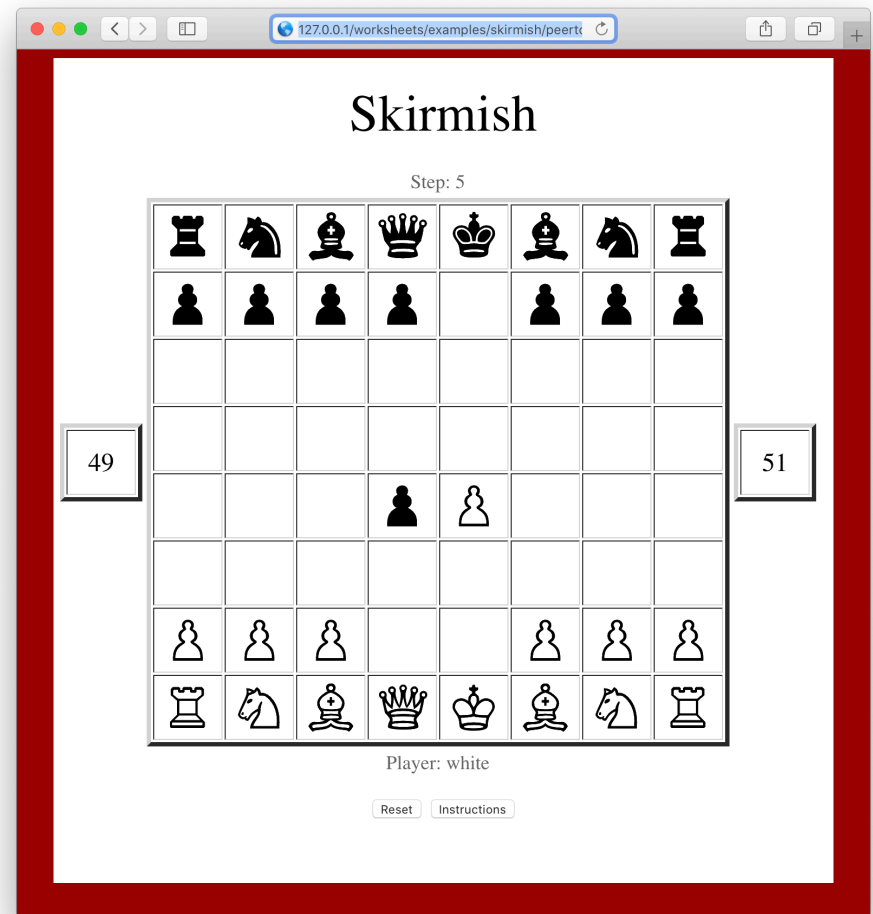 127.0.0.1/worksheets/examples/skirmish/peert
Skirmish
Step: 5
49
51
Player: white
Reset Instructions